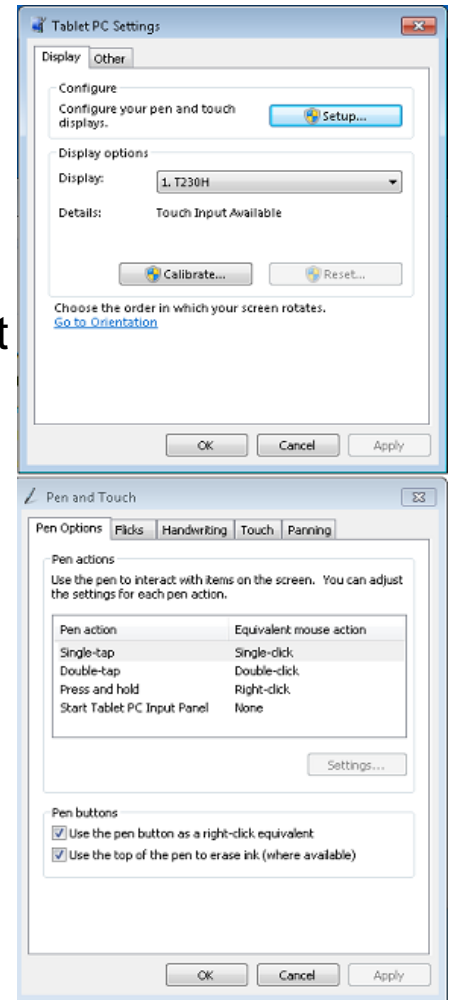 Tablet PC Settings
Display Other
Configure
Configure your pen and touch
displays.
Setup...
Display options
Display: 1. T230H
Details: Touch Input Available
Calibrate... Reset...
Choose the order in which your screen rotates.
t
Go to Orientation
OK Cancel Apply
Pen and Touch
Pen Options Flicks Handwriting Touch Panning
Pen actions
Use the pen to interact with items on the screen. You can adjust
the settings for each pen action.
Pen action Equivalent mouse action
Single-tap Single-click
Double-tap Double-click
Press and hold Right-click
Start Tablet PC Input Panel None
Settings...
Pen buttons
Use the pen button as a right-click equivalent
Use the top of the pen to erase ink (where available)
OK Cancel Apply